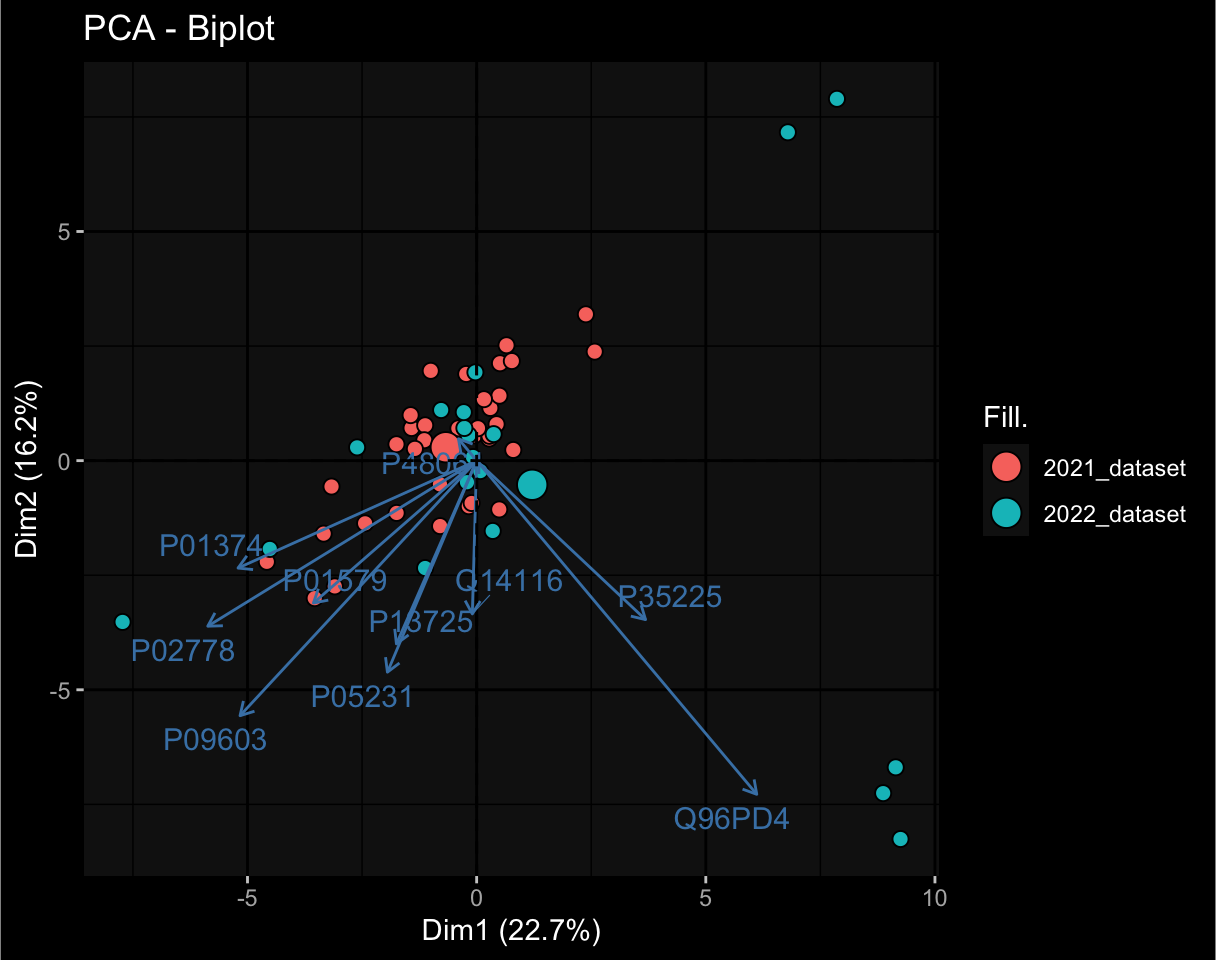 PCA - Biplot
Dim2 (16.2%)
5
0
-5
P48061
P01374
P01579
Q14116
P35225
P13725
P02778
P05231
P09603
Q96PD4
-5
0
5
10
Dim1 (22.7%)
Fill.
2021_dataset
2022_dataset